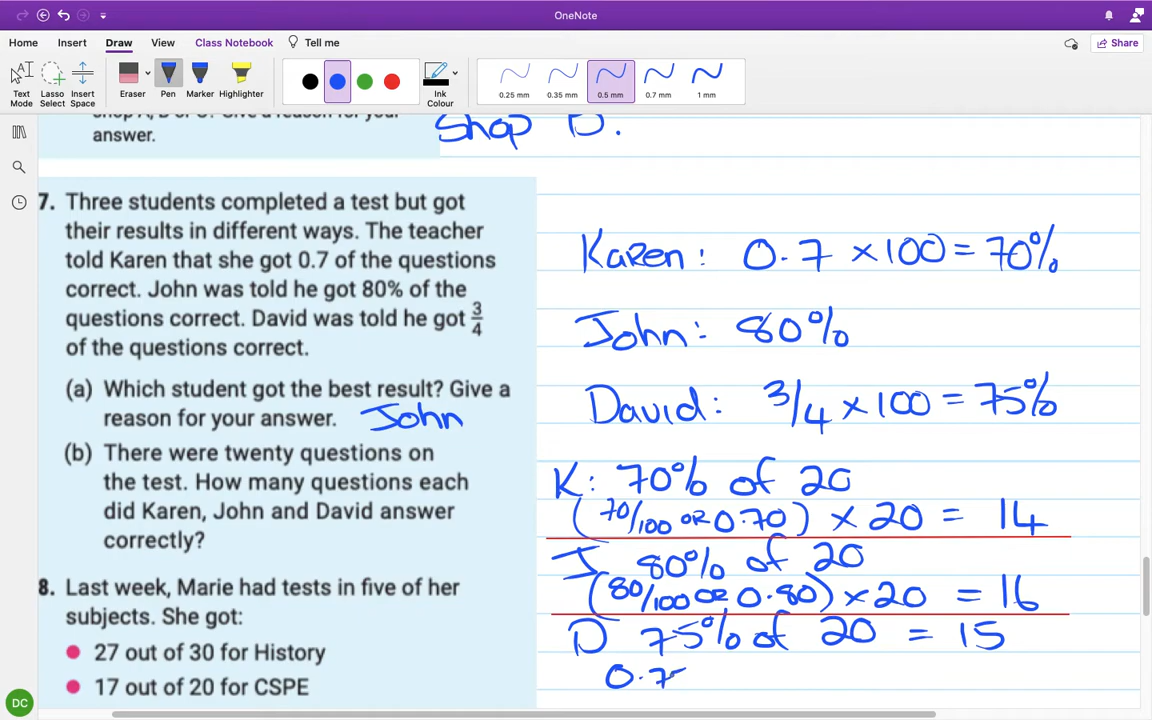 OneNote
Home Insert Draw View Class Notebook Tell me
Share
Text Mode
Lasso Select
Insert Space
Eraser
Pen
Marker
Highlighter
Ink Colour
0.25 mm
0.35 mm
0.5 mm
0.7 mm
1 mm
answer.
Shop D.
7. Three students completed a test but got
their results in different ways. The teacher
told Karen that she got 0.7 of the questions
correct. John was told he got 80% of the
questions correct. David was told he got 3/4
of the questions correct.
(a) Which student got the best result? Give a
reason for your answer. John
(b) There were twenty questions on
the test. How many questions each
did Karen, John and David answer
correctly?
8. Last week, Marie had tests in five of her
subjects. She got:
27 out of 30 for History
17 out of 20 for CSPE
Karen: 0.7 ×100 = 70%
John: 80%
David: 3/4 ×100 = 75%
K: 70% of 20
(70/100 OR 0.70) × 20 = 14
J 80% of 20
(80/100 OR 0.80) × 20 = 16
D 75% of 20 = 15
0.7
DC